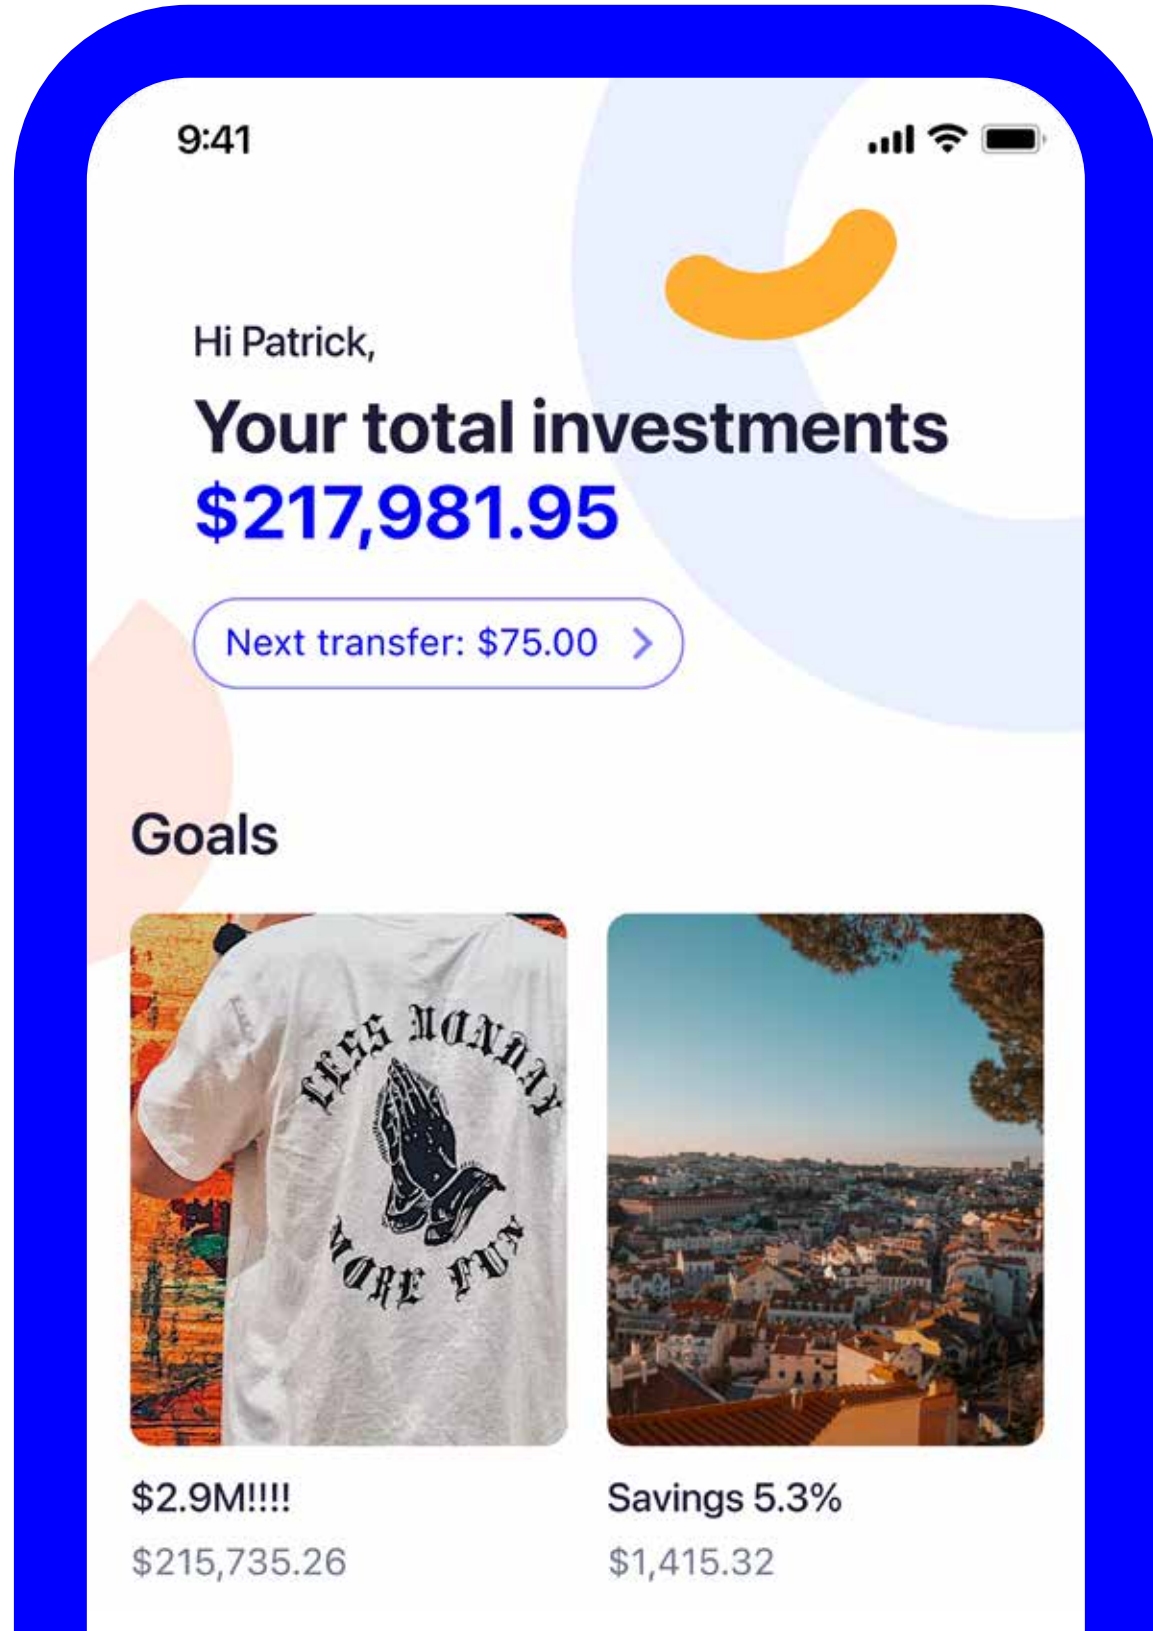 9:41
Hi Patrick,
Your total investments
$217,981.95
Next transfer: $75.00
Goals
LESS MONDAY
MORE FUN
$2.9M!!!!
Savings 5.3%
$215,735.26
$1,415.32